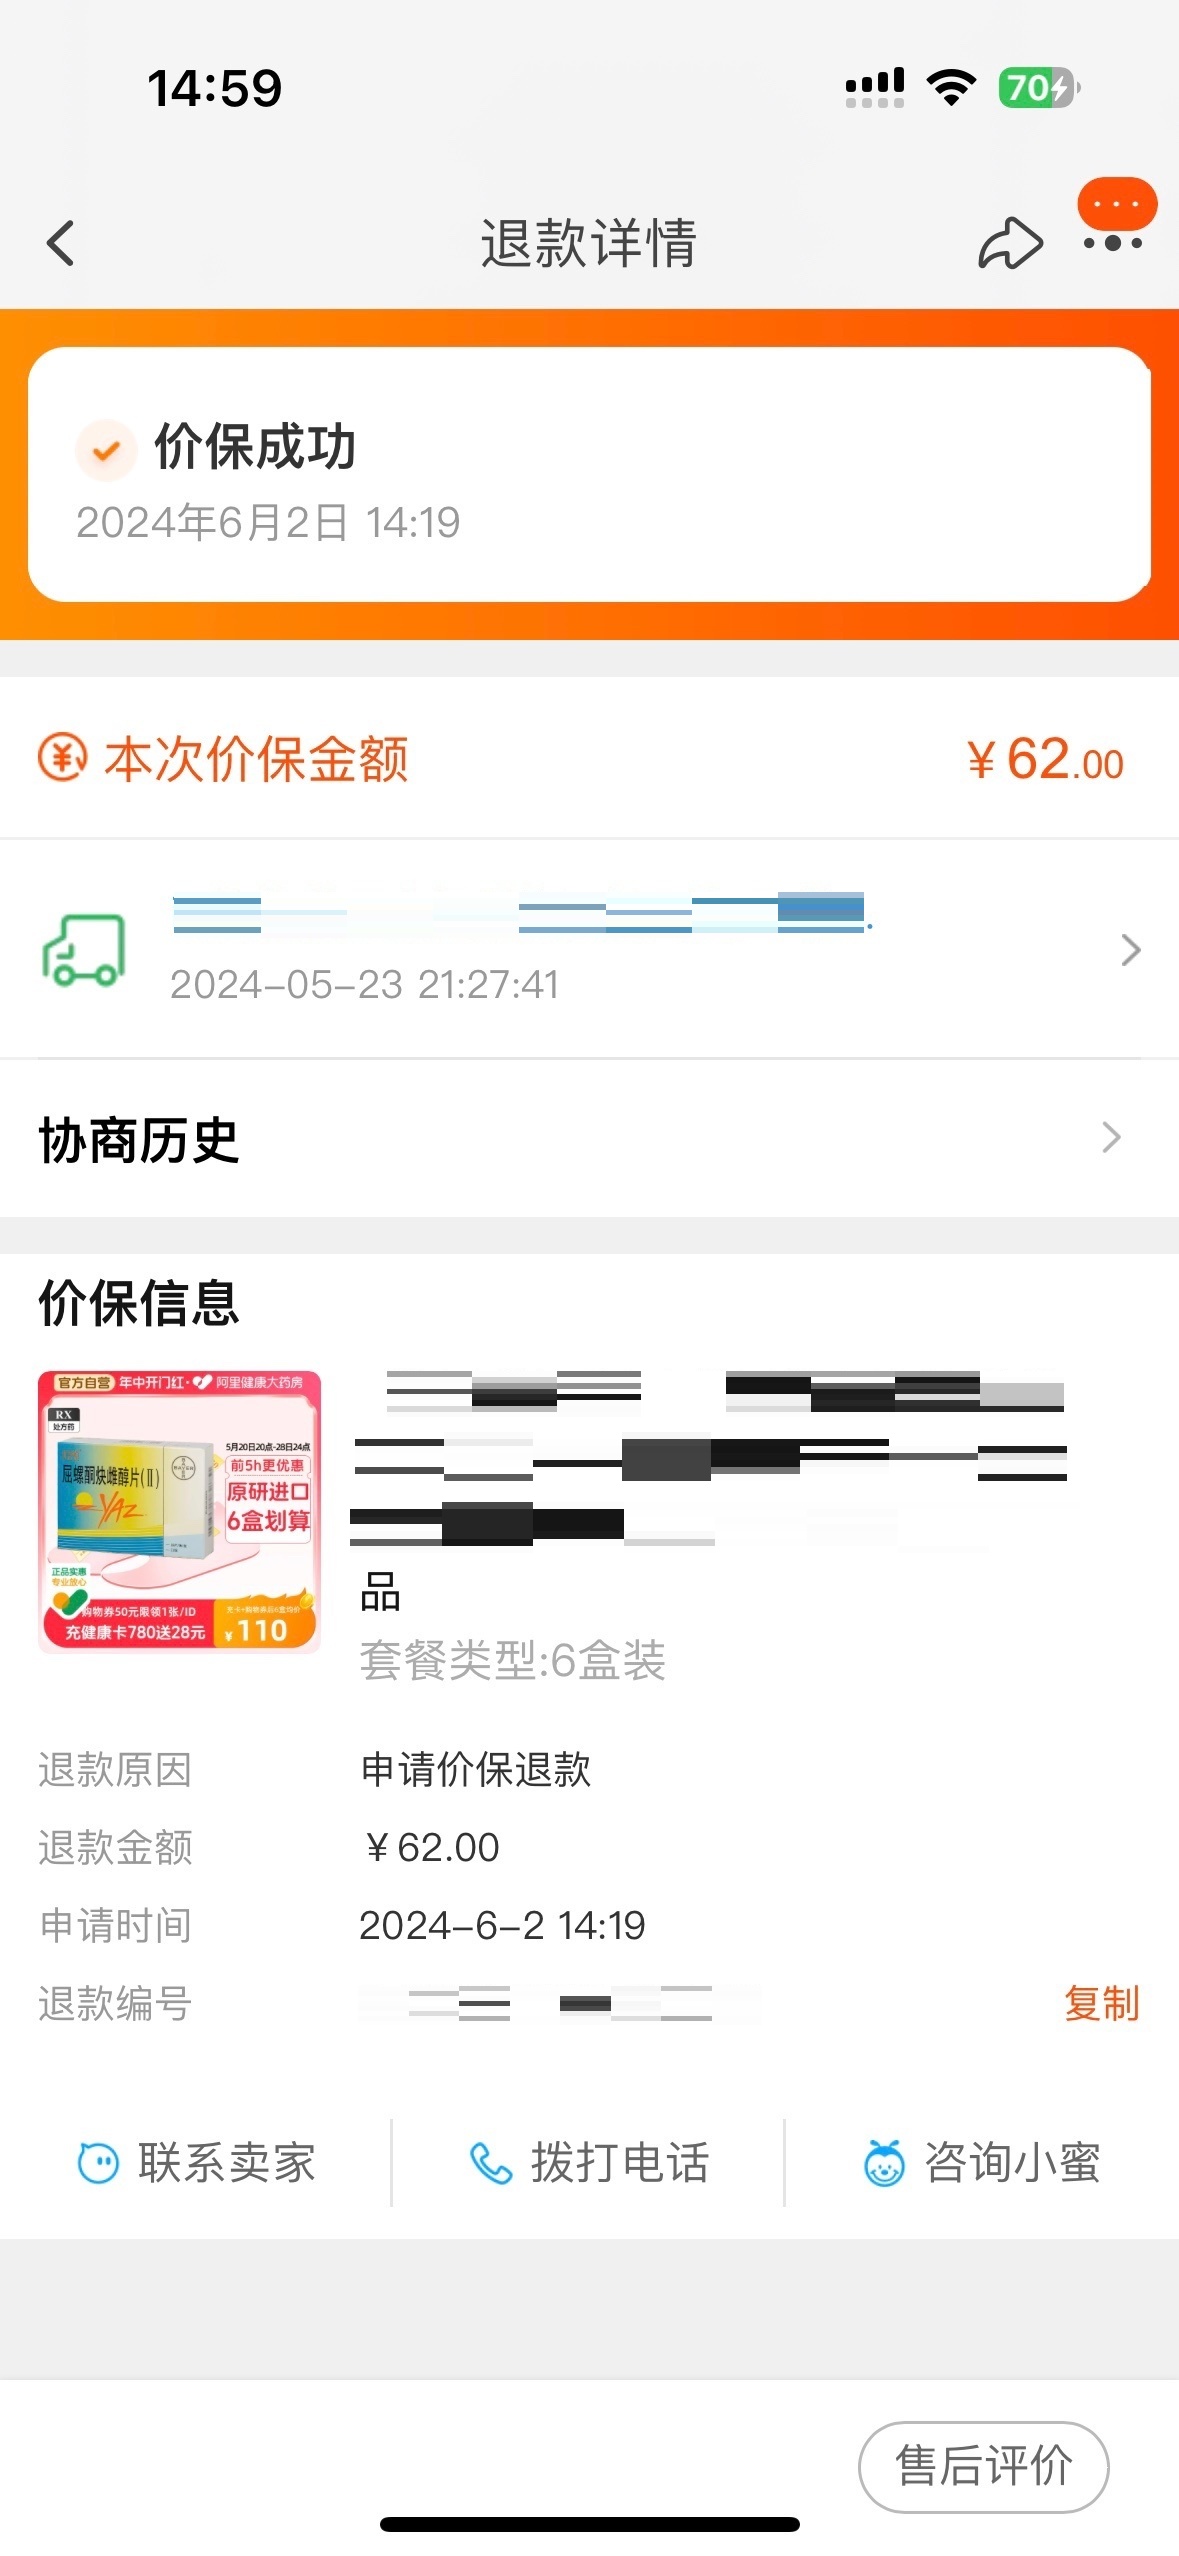 14:59
70
退款详情
价保成功
2024年6月2日 14:19
本次价保金额
¥62.00
2024-05-23 21:27:41
协商历史
价保信息
官方自营 年中开门红· 阿里健康大药房
RX
处方药
5月20日20点-28日24点
屈螺酮炔雌醇片(Ⅱ)
前5h更优惠
YAZ
原研进口
6盒划算
正品实惠
专业放心
购物券50元限领1张/ID
充健康卡780送28元
¥110
品
套餐类型:6盒装
退款原因 申请价保退款
退款金额 ¥62.00
申请时间 2024-6-2 14:19
退款编号 复制
联系卖家 拨打电话 咨询小蜜
售后评价